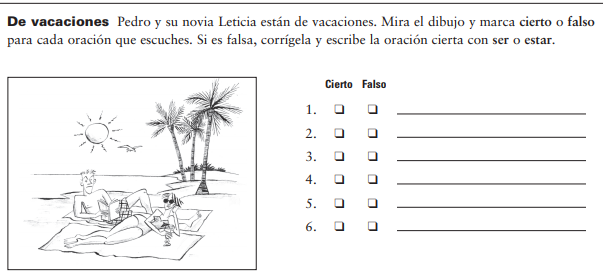 De vacaciones Pedro y su novia Leticia están de vacaciones. Mira el dibujo y marca cierto o falso
para cada oración que escuches. Si es falsa, corrígela y escribe la oración cierta con ser o estar.
Cierto Falso
1.
2.
3.
4.
5.
6.